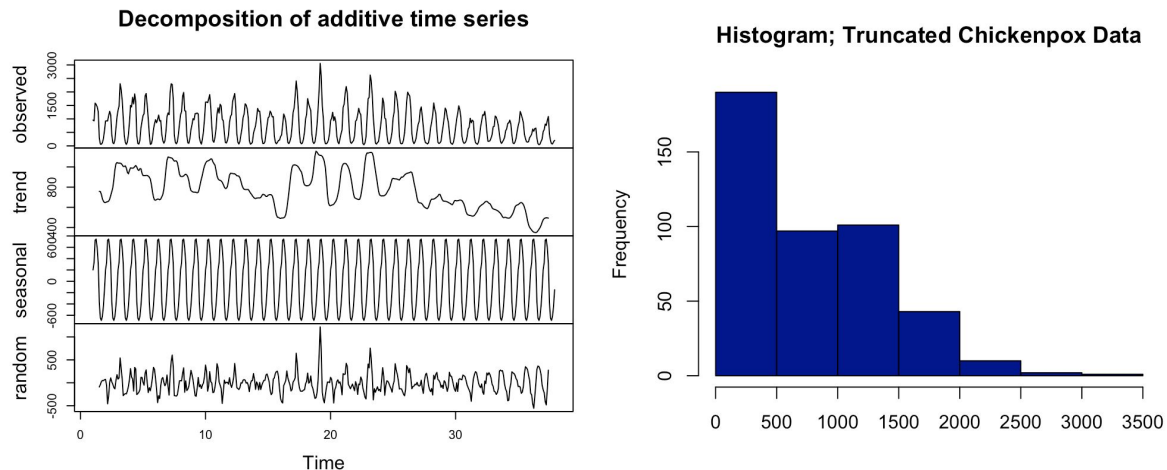 Decomposition of additive time series
observed
0 1500 3000
trend
400 800
seasonal
-600 0 600
random
-500 500
0 10 20 30
Time
Histogram; Truncated Chickenpox Data
Frequency
150
100
50
0
0 500 1000 1500 2000 2500 3000 3500